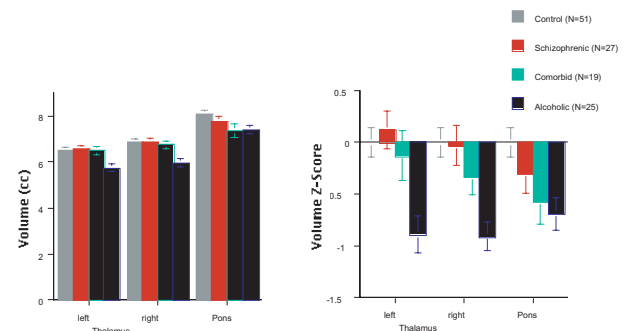 Control (N=51)
Schizophrenic (N=27)
Comorbid (N=19)
Alcoholic (N=25)
Volume (cc)
8
6
4
2
0
left
right
Pons
Thalamus
Volume Z-Score
0.5
0
0.5
-1
-1.5
left
right
Pons
Thalamus